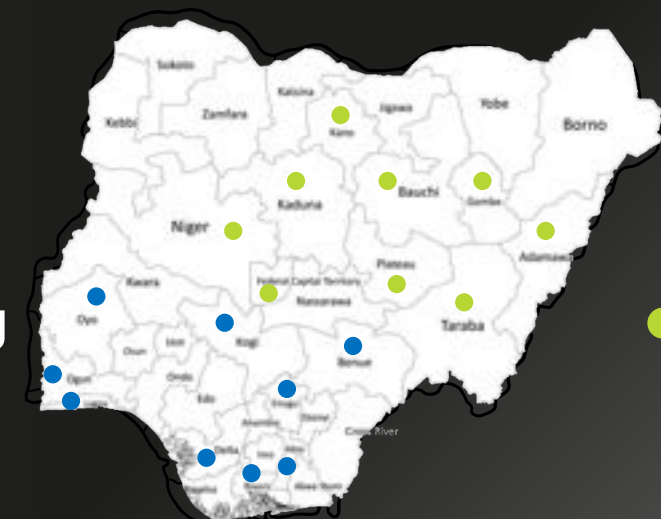 Sokoto
Katsina
Jigawa
Yobe
Borno
Kebbi
Zamfara
Kano
Bauchi
Gombe
Kaduna
Niger
Adamawa
Plateau
Federal Capital Territory
Nassarawa
Kwara
Taraba
Oyo
Kogi
Benue
Osun
Ekiti
Ogun
Ondo
Edo
Enugu
Ebonyi
Anambra
Cross River
Delta
Imo
Abia
Akwa Ibom